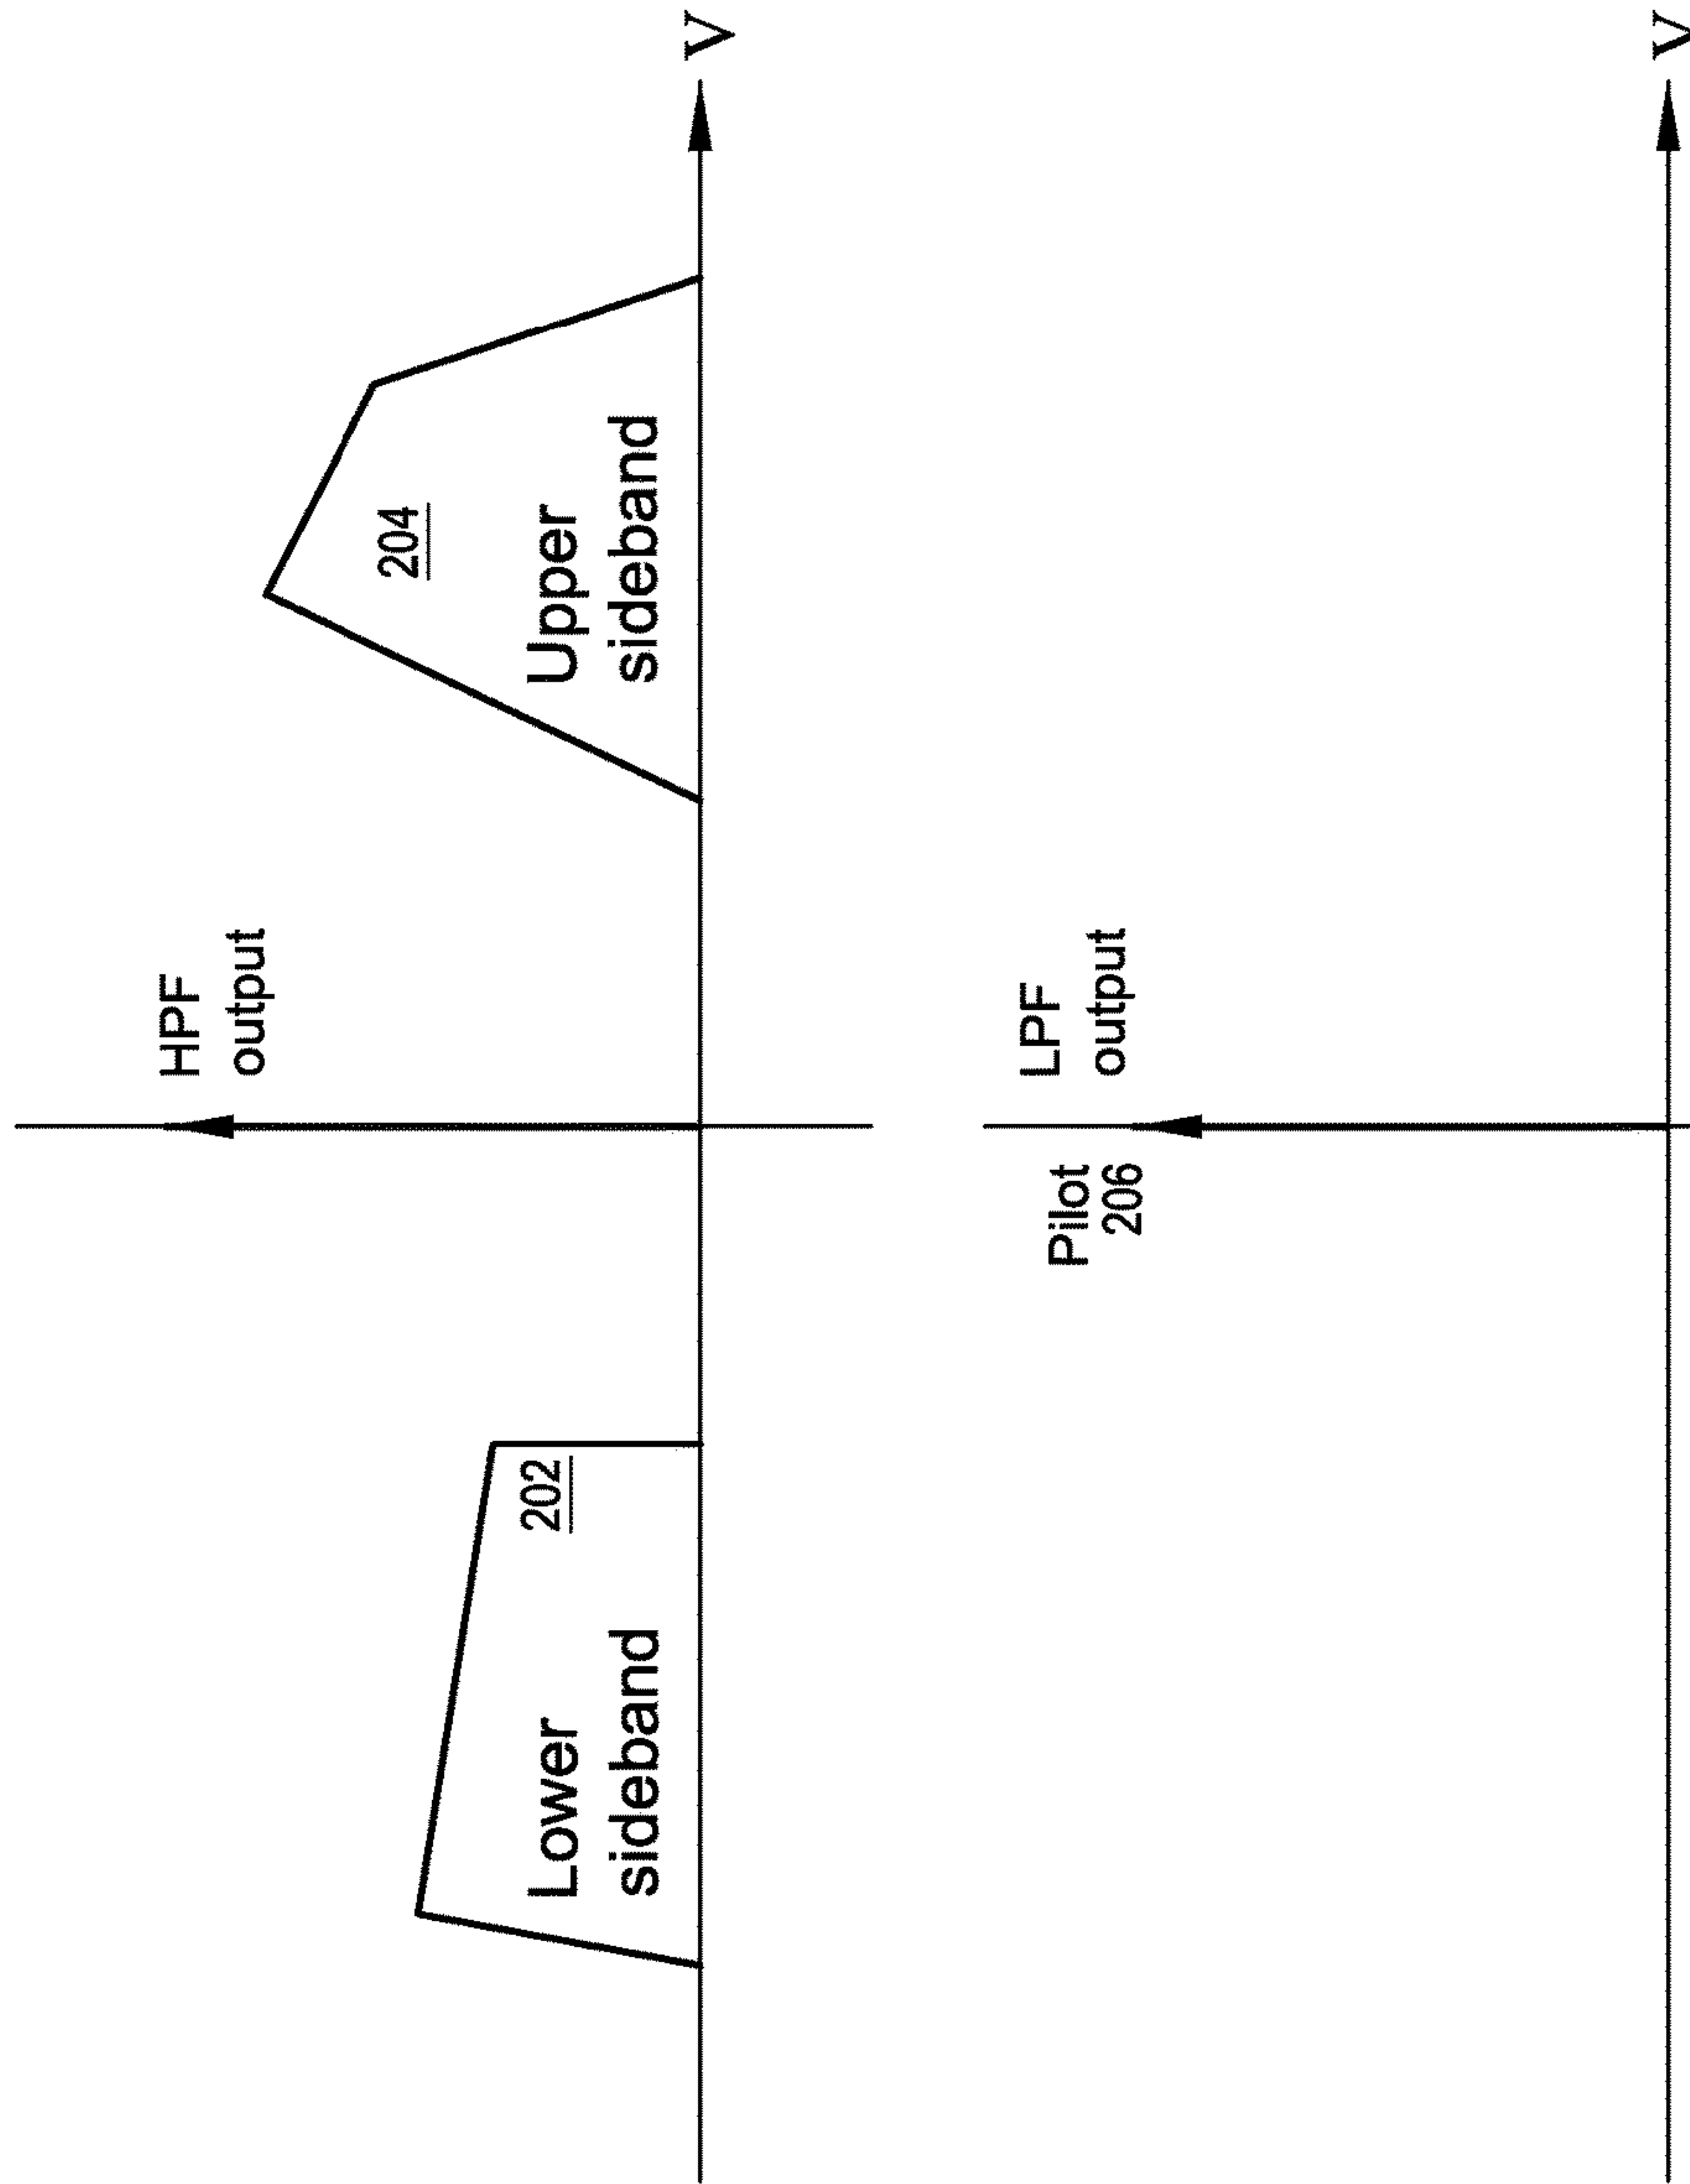 HPF
output
204
202
Lower
sideband
Upper
sideband
V
LPF
output
Pilot
206
V